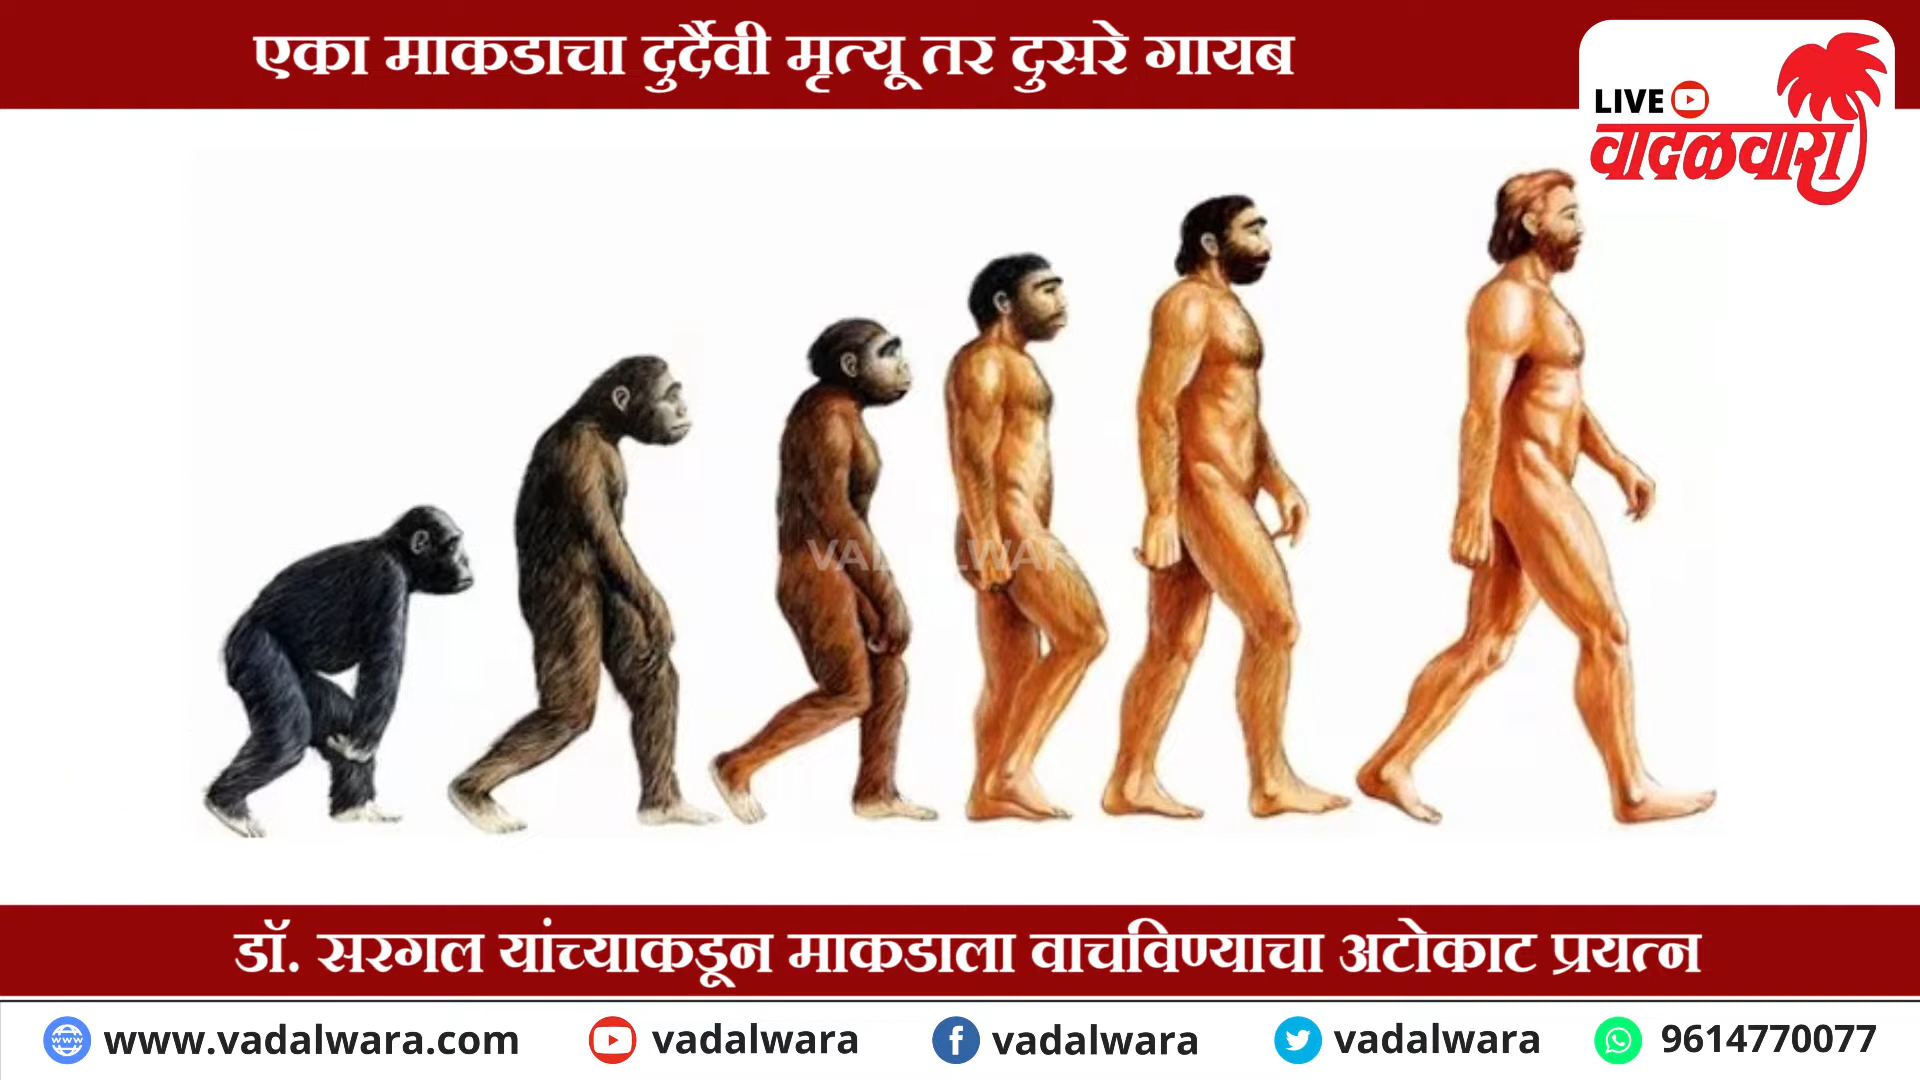 एका माकडाचा दुर्दैवी मृत्यू तर दुसरे गायब
LIVE
वादळवारा
VADALWARA
डॉ. सरगल यांच्याकडून माकडाला वाचविण्याचा अटोकाट प्रयत्न
www.vadalwara.com vadalwara vadalwara vadalwara 9614770077